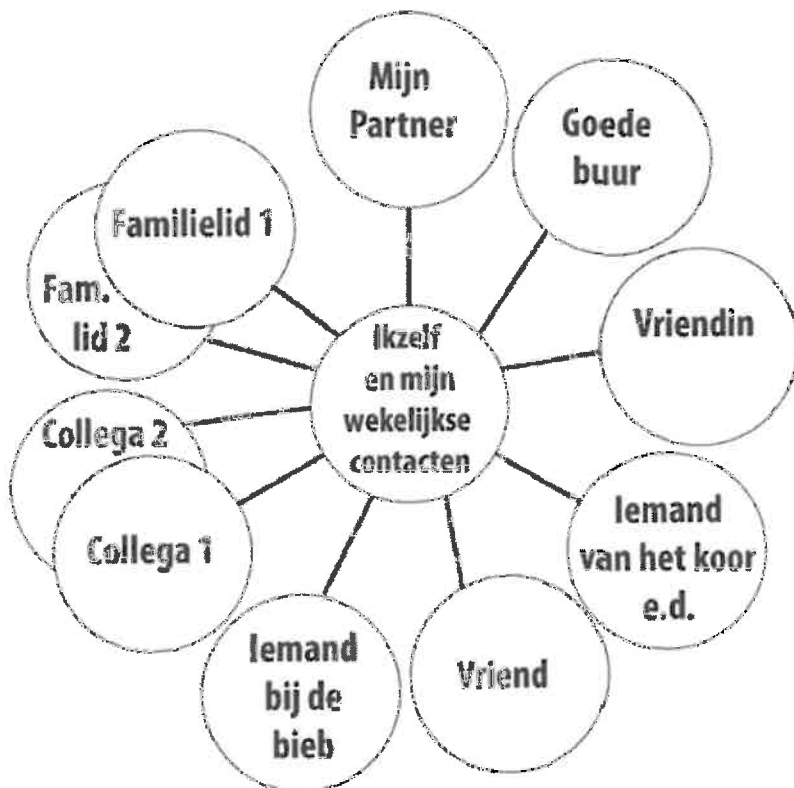 Mijn
Partner
Goede
buur
Familielid 1
Fam.
lid 2
Vriendin
Ikzelf
en mijn
wekelijkse
contacten
Collega 2
Collega 1
Iemand
van het koor
e.d.
Iemand
bij de
bieb
Vriend